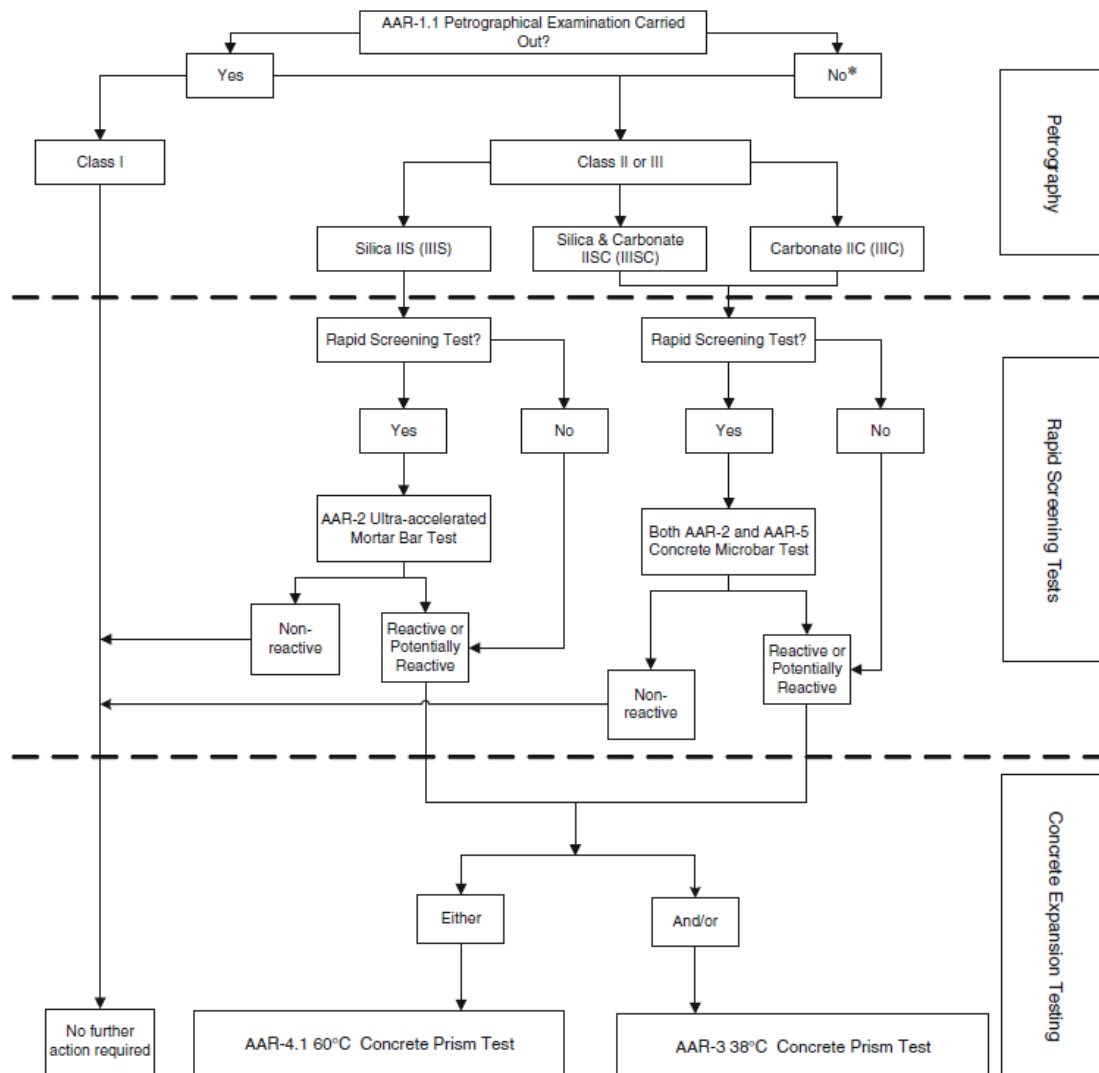 AAR-1.1 Petrographical Examination Carried
Out?
Yes
No*
Class I
Class II or III
Silica IIS (IIIS)
Silica & Carbonate
IISC (IIISC)
Carbonate IIC (IIIC)
Petrography
Rapid Screening Test?
Rapid Screening Test?
Yes
No
Yes
No
AAR-2 Ultra-accelerated
Mortar Bar Test
Both AAR-2 and AAR-5
Concrete Microbar Test
Non-
reactive
Reactive or
Potentially
Reactive
Non-
reactive
Reactive or
Potentially
Reactive
Rapid Screening Tests
Either
And/or
No further
action required
AAR-4.1 60°C Concrete Prism Test
AAR-3 38°C Concrete Prism Test
Concrete Expansion Testing